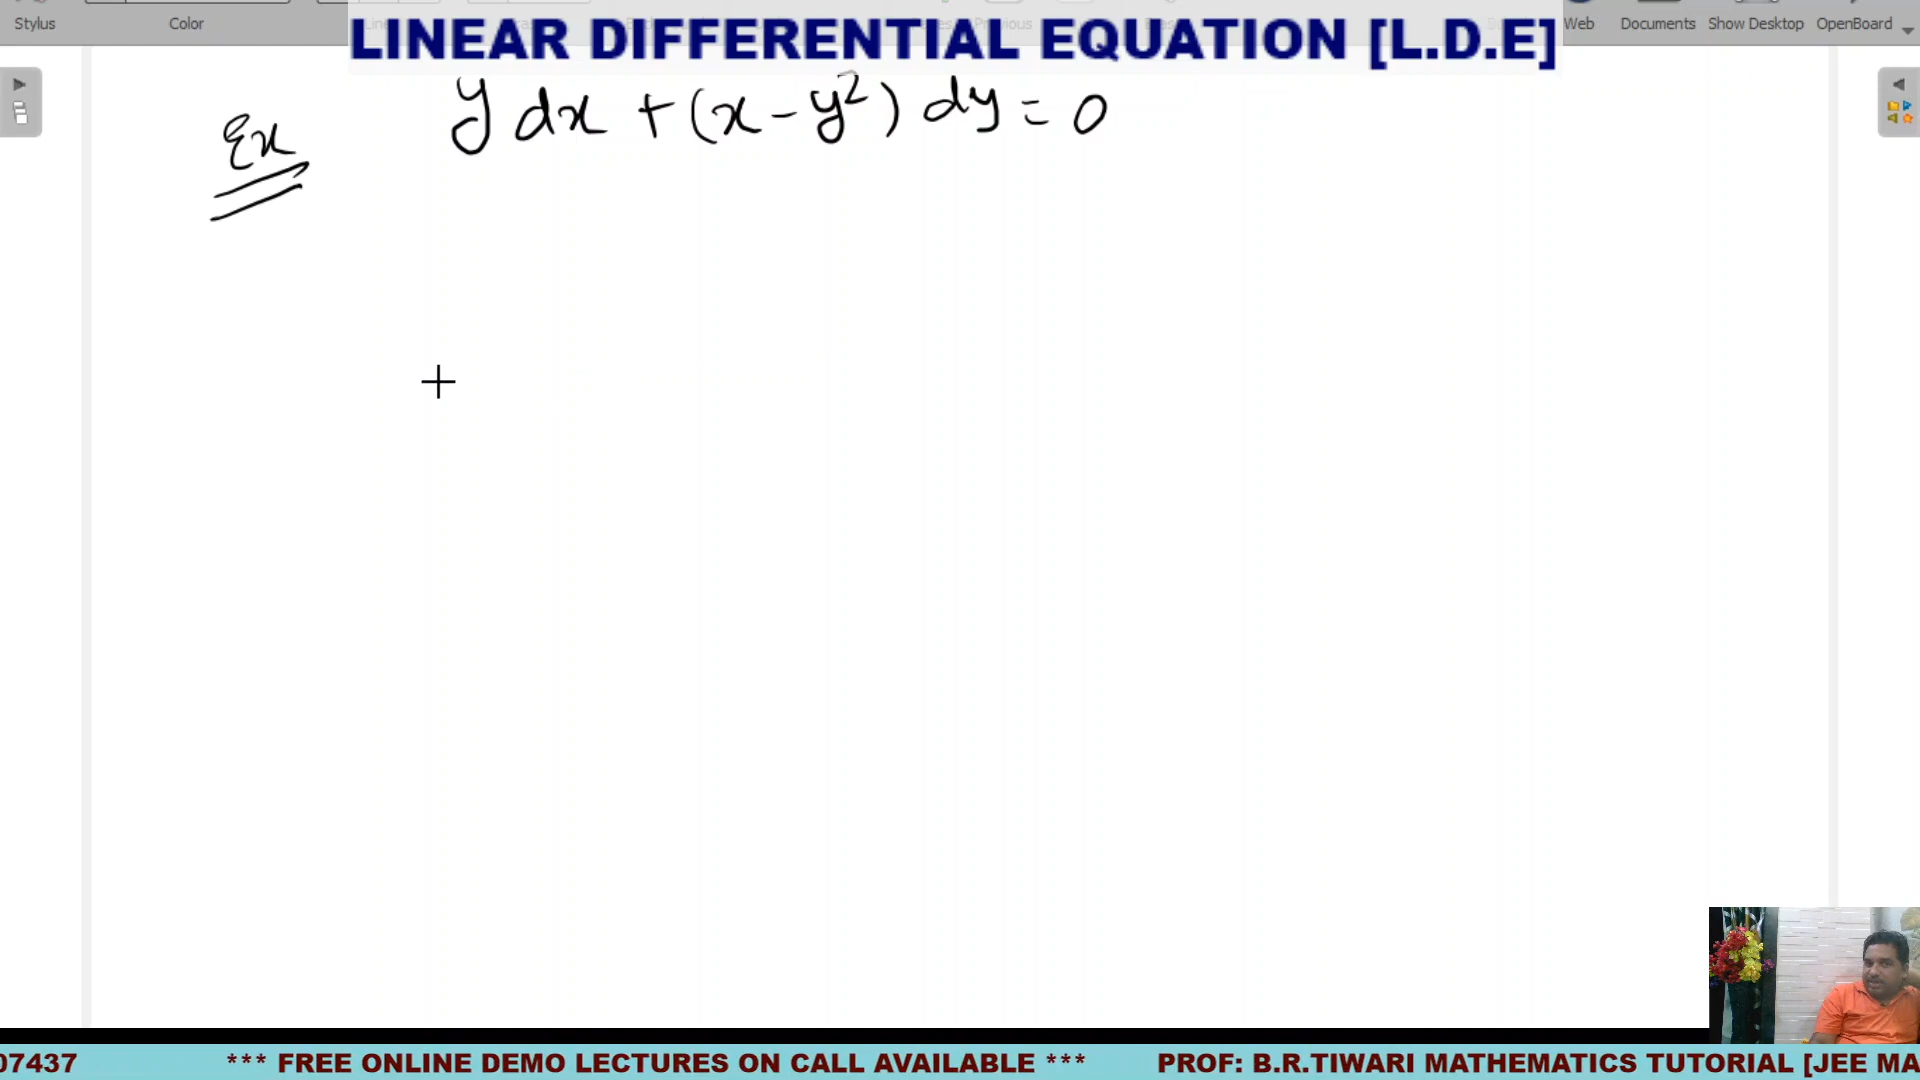 Stylus Color Web Documents Show Desktop OpenBoard
LINEAR DIFFERENTIAL EQUATION [L.D.E]
Ex y dx + (x - y²) dy = 0
07437 *** FREE ONLINE DEMO LECTURES ON CALL AVAILABLE *** PROF: B.R.TIWARI MATHEMATICS TUTORIAL [JEE MA